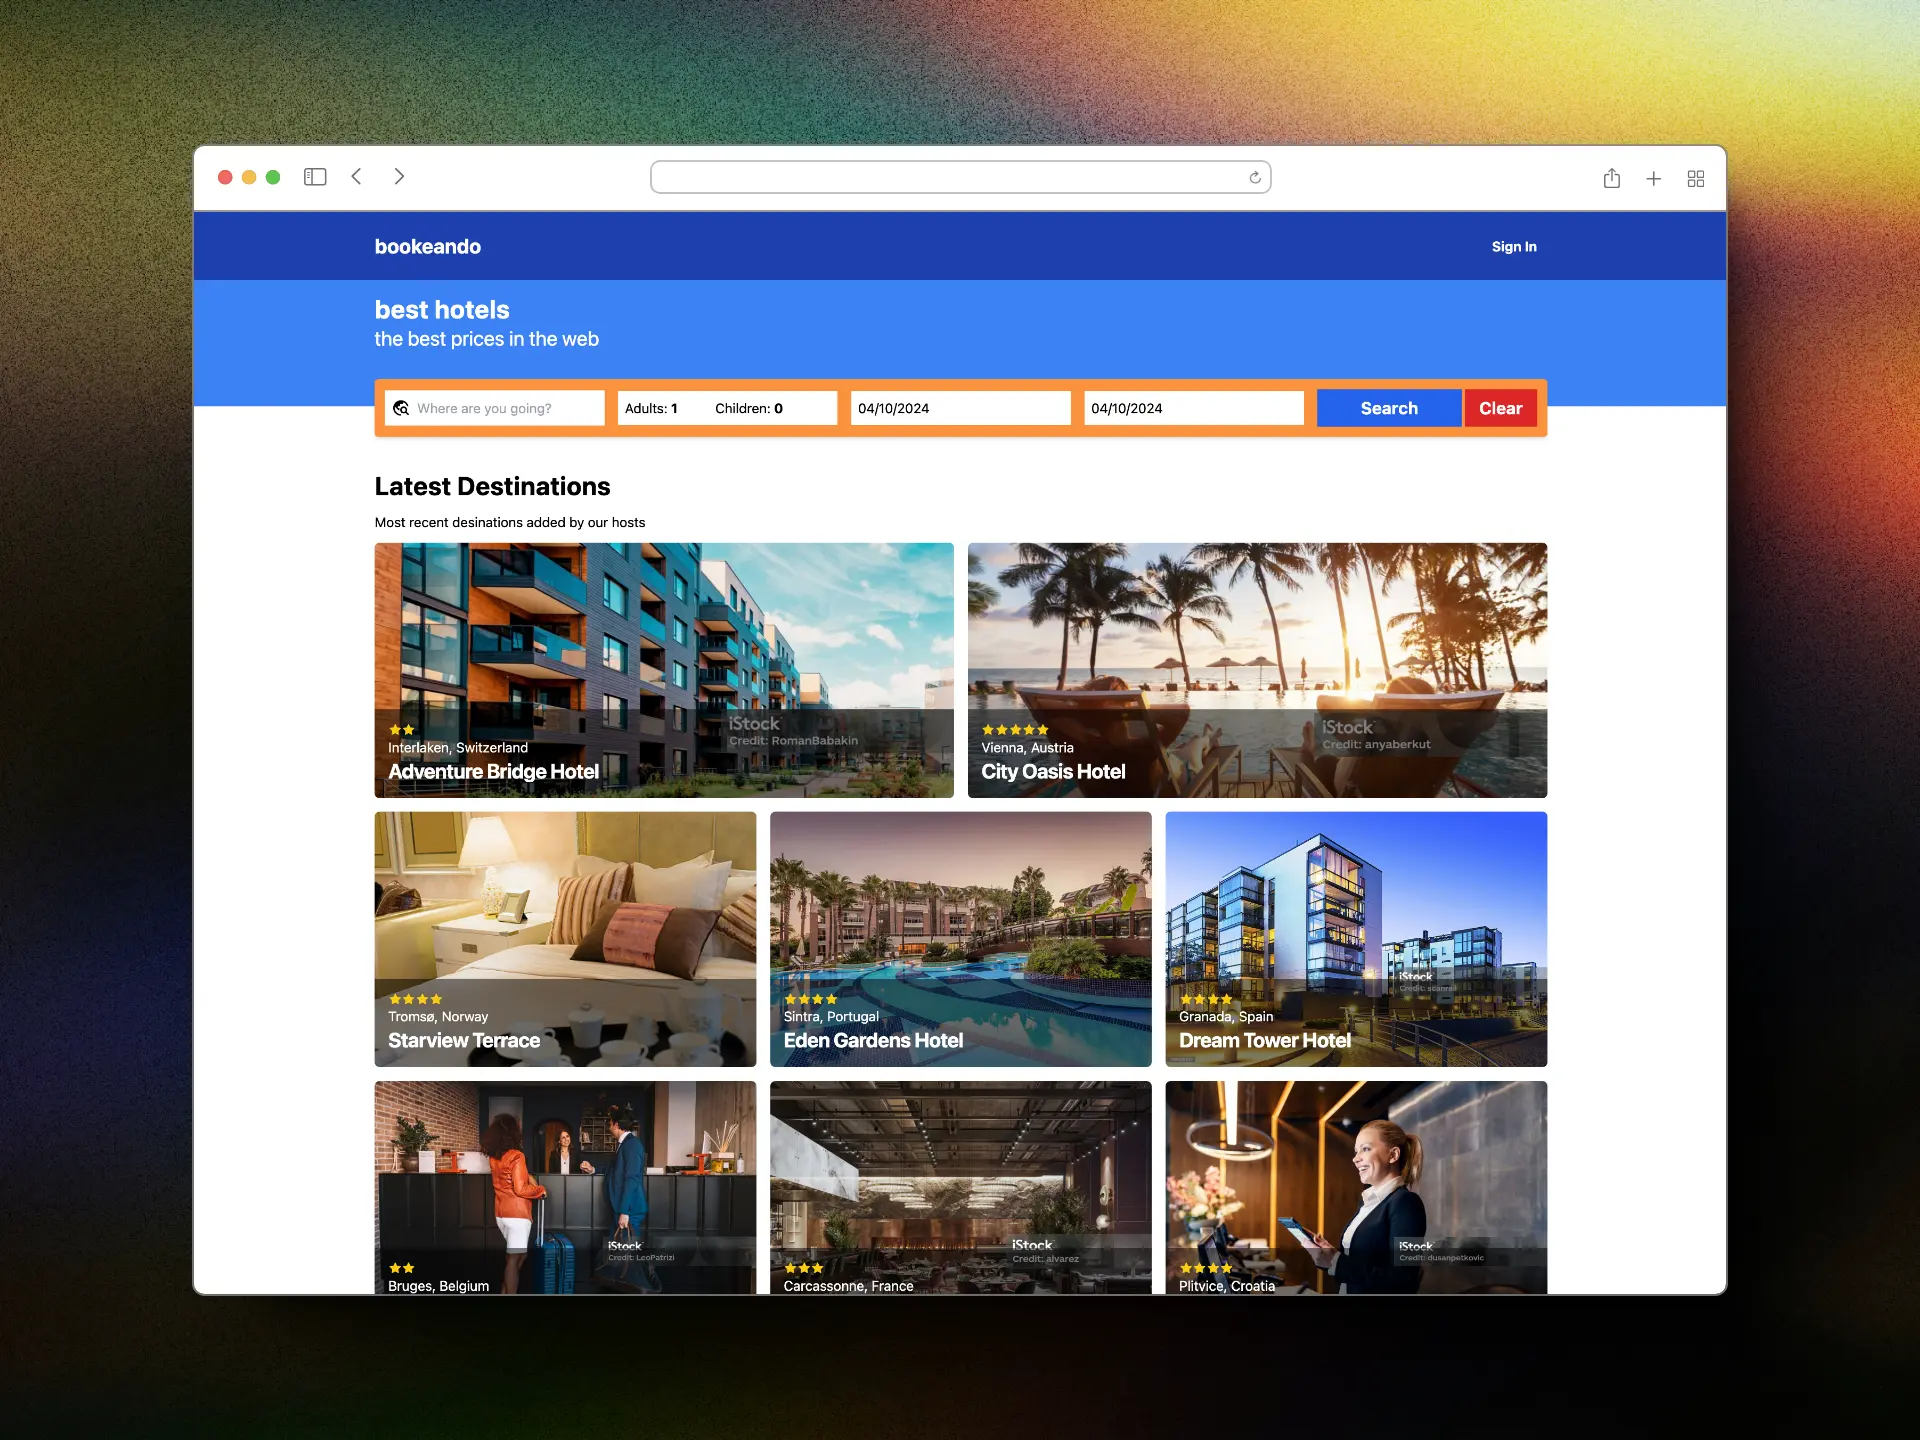 bookeando
Sign In
best hotels
the best prices in the web
Where are you going?
Adults: 1
Children: 0
04/10/2024
04/10/2024
Search
Clear
Latest Destinations
Most recent desinations added by our hosts
iStock
Credit: RomanBabakin
Interlaken, Switzerland
Adventure Bridge Hotel
iStock
Credit: anyaberkut
Vienna, Austria
City Oasis Hotel
Tromsø, Norway
Starview Terrace
Sintra, Portugal
Eden Gardens Hotel
iStock
Credit: scanrail
Granada, Spain
Dream Tower Hotel
iStock
Credit: LeoPatrizi
Bruges, Belgium
iStock
Credit: alvarez
Carcassonne, France
iStock
Credit: dusanpetkovic
Plitvice, Croatia